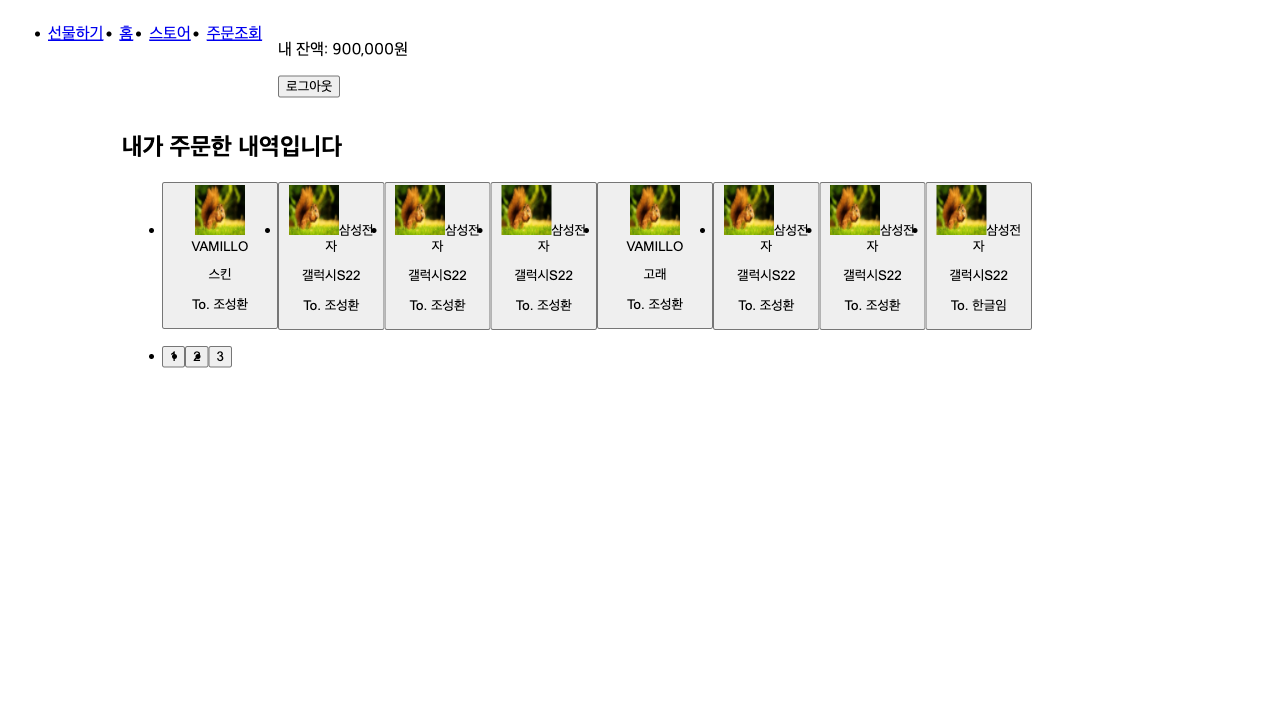 선물하기 홈 스토어 주문조회
내 잔액: 900,000원
로그아웃
내가 주문한 내역입니다
VAMILLO
스킨
To. 조성환
삼성전
자
갤럭시S22
To. 조성환
삼성전
자
갤럭시S22
To. 조성환
삼성전
자
갤럭시S22
To. 조성환
VAMILLO
고래
To. 조성환
삼성전
자
갤럭시S22
To. 조성환
삼성전
자
갤럭시S22
To. 조성환
삼성전
자
갤럭시S22
To. 한글임
1 2 3